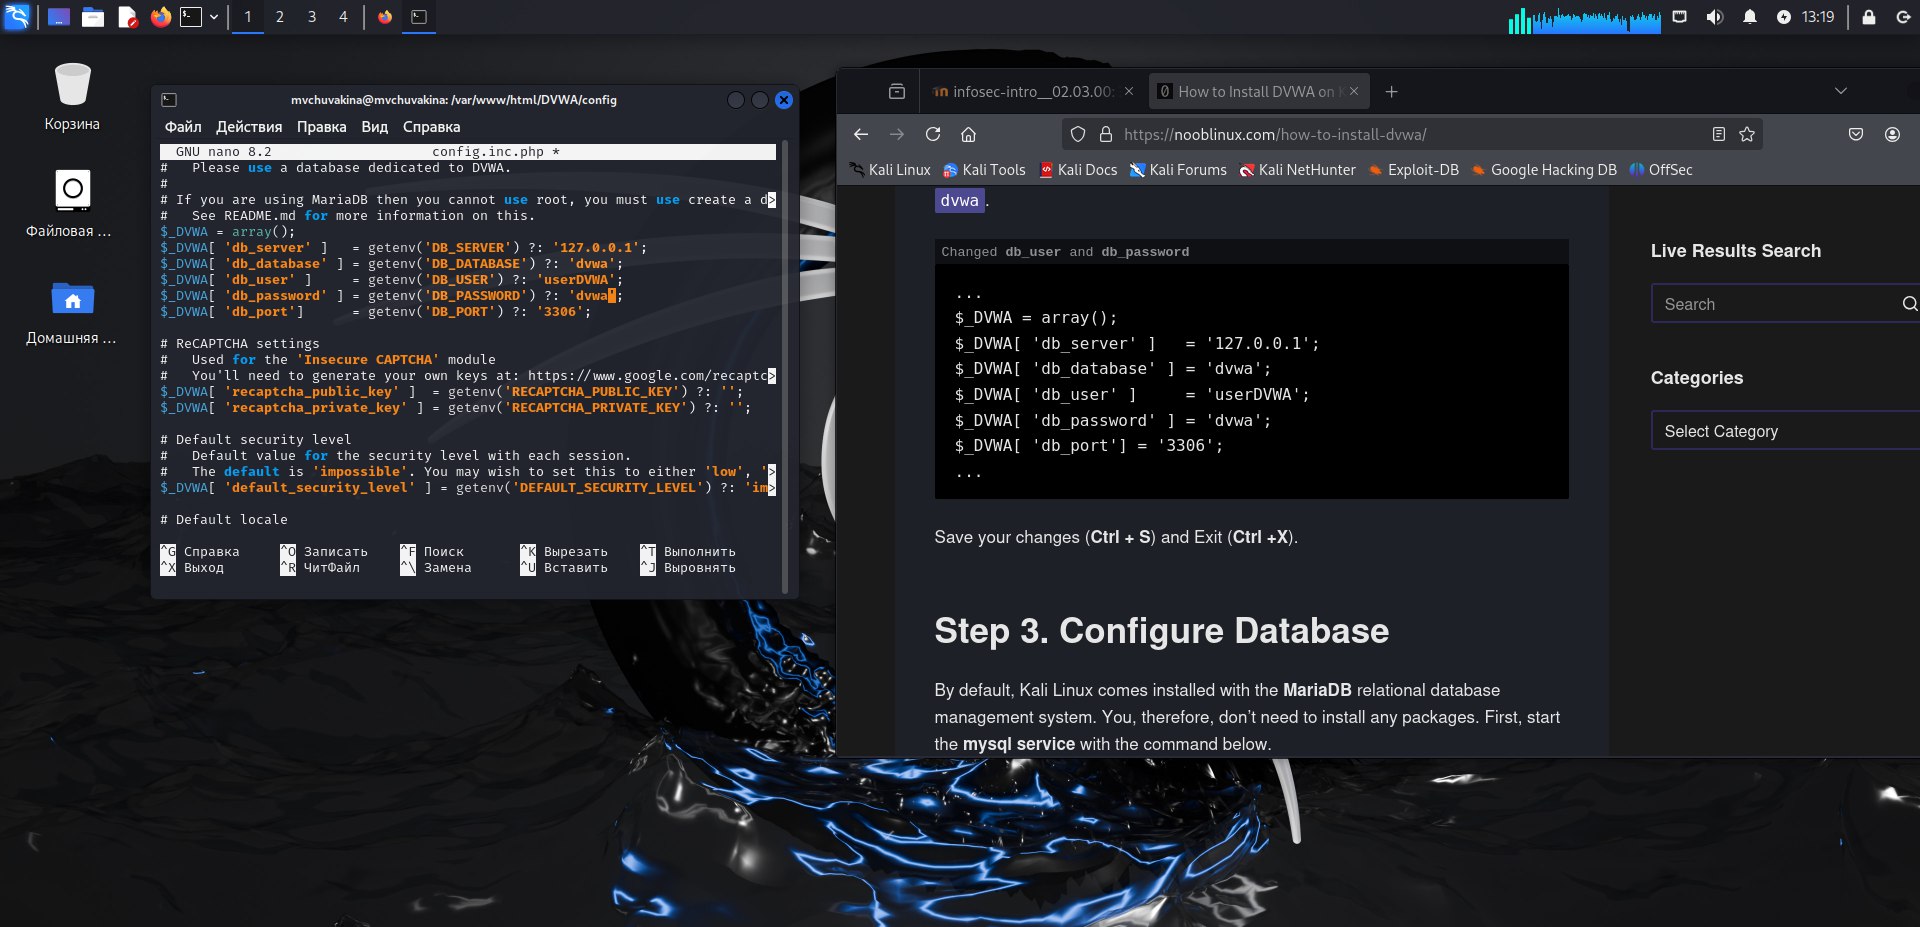 1 2 3 4
13:19
Корзина
Файловая ...
Домашняя ...
mvchuvakina@mvchuvakina: /var/www/html/DVWA/config
Файл Действия Правка Вид Справка
GNU nano 8.2 config.inc.php *
#   Please use a database dedicated to DVWA.
#
# If you are using MariaDB then you cannot use root, you must use create a d>
#   See README.md for more information on this.
$_DVWA = array();
$_DVWA[ 'db_server' ]   = getenv('DB_SERVER') ?: '127.0.0.1';
$_DVWA[ 'db_database' ] = getenv('DB_DATABASE') ?: 'dvwa';
$_DVWA[ 'db_user' ]     = getenv('DB_USER') ?: 'userDVWA';
$_DVWA[ 'db_password' ] = getenv('DB_PASSWORD') ?: 'dvwa';
$_DVWA[ 'db_port']      = getenv('DB_PORT') ?: '3306';
# ReCAPTCHA settings
#   Used for the 'Insecure CAPTCHA' module
#   You'll need to generate your own keys at: https://www.google.com/recaptc>
$_DVWA[ 'recaptcha_public_key' ]  = getenv('RECAPTCHA_PUBLIC_KEY') ?: '';
$_DVWA[ 'recaptcha_private_key' ] = getenv('RECAPTCHA_PRIVATE_KEY') ?: '';
# Default security level
#   Default value for the security level with each session.
#   The default is 'impossible'. You may wish to set this to either 'low', '>
$_DVWA[ 'default_security_level' ] = getenv('DEFAULT_SECURITY_LEVEL') ?: 'im>
# Default locale
^G Справка ^O Записать ^F Поиск ^K Вырезать ^T Выполнить
^X Выход ^R ЧитФайл ^\ Замена ^U Вставить ^J Выровнять
infosec-intro__02.03.00:
How to Install DVWA on
https://nooblinux.com/how-to-install-dvwa/
Kali Linux Kali Tools Kali Docs Kali Forums Kali NetHunter Exploit-DB Google Hacking DB OffSec
dvwa.
Changed db_user and db_password
...
$_DVWA = array();
$_DVWA[ 'db_server' ]   = '127.0.0.1';
$_DVWA[ 'db_database' ] = 'dvwa';
$_DVWA[ 'db_user' ]     = 'userDVWA';
$_DVWA[ 'db_password' ] = 'dvwa';
$_DVWA[ 'db_port'] = '3306';
...
Save your changes (Ctrl + S) and Exit (Ctrl +X).
Step 3. Configure Database
By default, Kali Linux comes installed with the MariaDB relational database
management system. You, therefore, don't need to install any packages. First, start
the mysql service with the command below.
Live Results Search
Search
Categories
Select Category